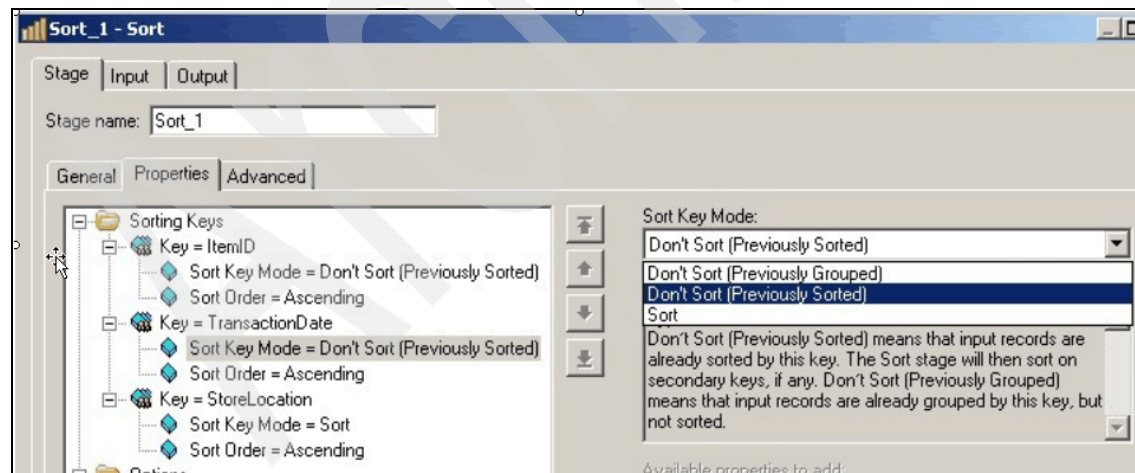 Sort_1 - Sort
Stage
Input
Output
Stage name: Sort_1
General
Properties
Advanced
Sorting Keys
Key = ItemID
Sort Key Mode = Don't Sort (Previously Sorted)
Sort Order = Ascending
Key = TransactionDate
Sort Key Mode = Don't Sort (Previously Sorted)
Sort Order = Ascending
Key = StoreLocation
Sort Key Mode = Sort
Sort Order = Ascending
Options
Sort Key Mode:
Don't Sort (Previously Sorted)
Don't Sort (Previously Grouped)
Don't Sort (Previously Sorted)
Sort
Don't Sort (Previously Sorted) means that input records are
already sorted by this key. The Sort stage will then sort on
secondary keys, if any. Don't Sort (Previously Grouped)
means that input records are already grouped by this key, but
not sorted.
Available properties to add: